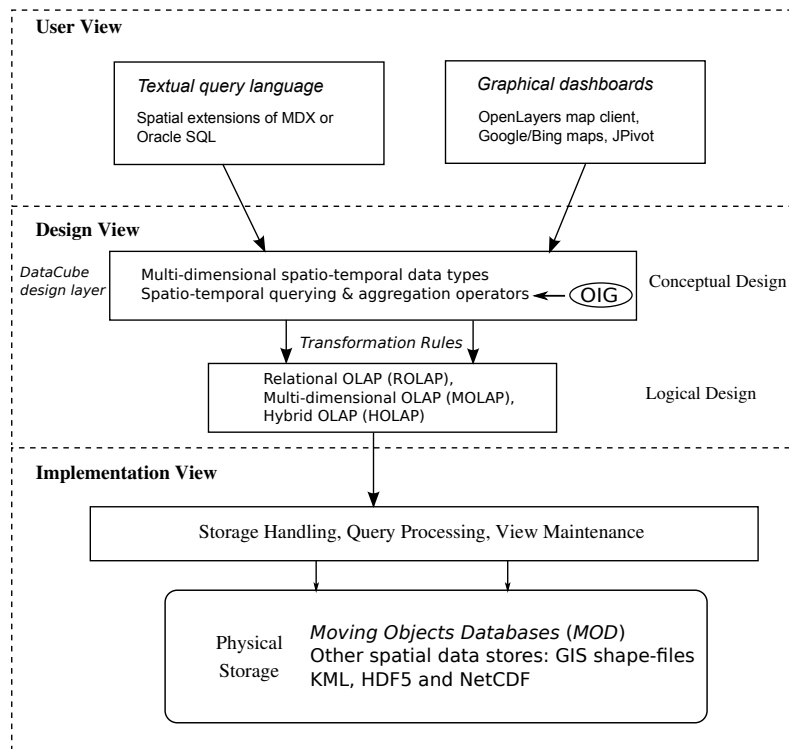 User View
Textual query language
Spatial extensions of MDX or
Oracle SQL
Graphical dashboards
OpenLayers map client,
Google/Bing maps, JPivot
Design View
DataCube
design layer
Multi-dimensional spatio-temporal data types
Spatio-temporal querying & aggregation operators
OIG
Conceptual Design
Transformation Rules
Relational OLAP (ROLAP),
Multi-dimensional OLAP (MOLAP),
Hybrid OLAP (HOLAP)
Logical Design
Implementation View
Storage Handling, Query Processing, View Maintenance
Physical
Storage
Moving Objects Databases (MOD)
Other spatial data stores: GIS shape-files
KML, HDF5 and NetCDF